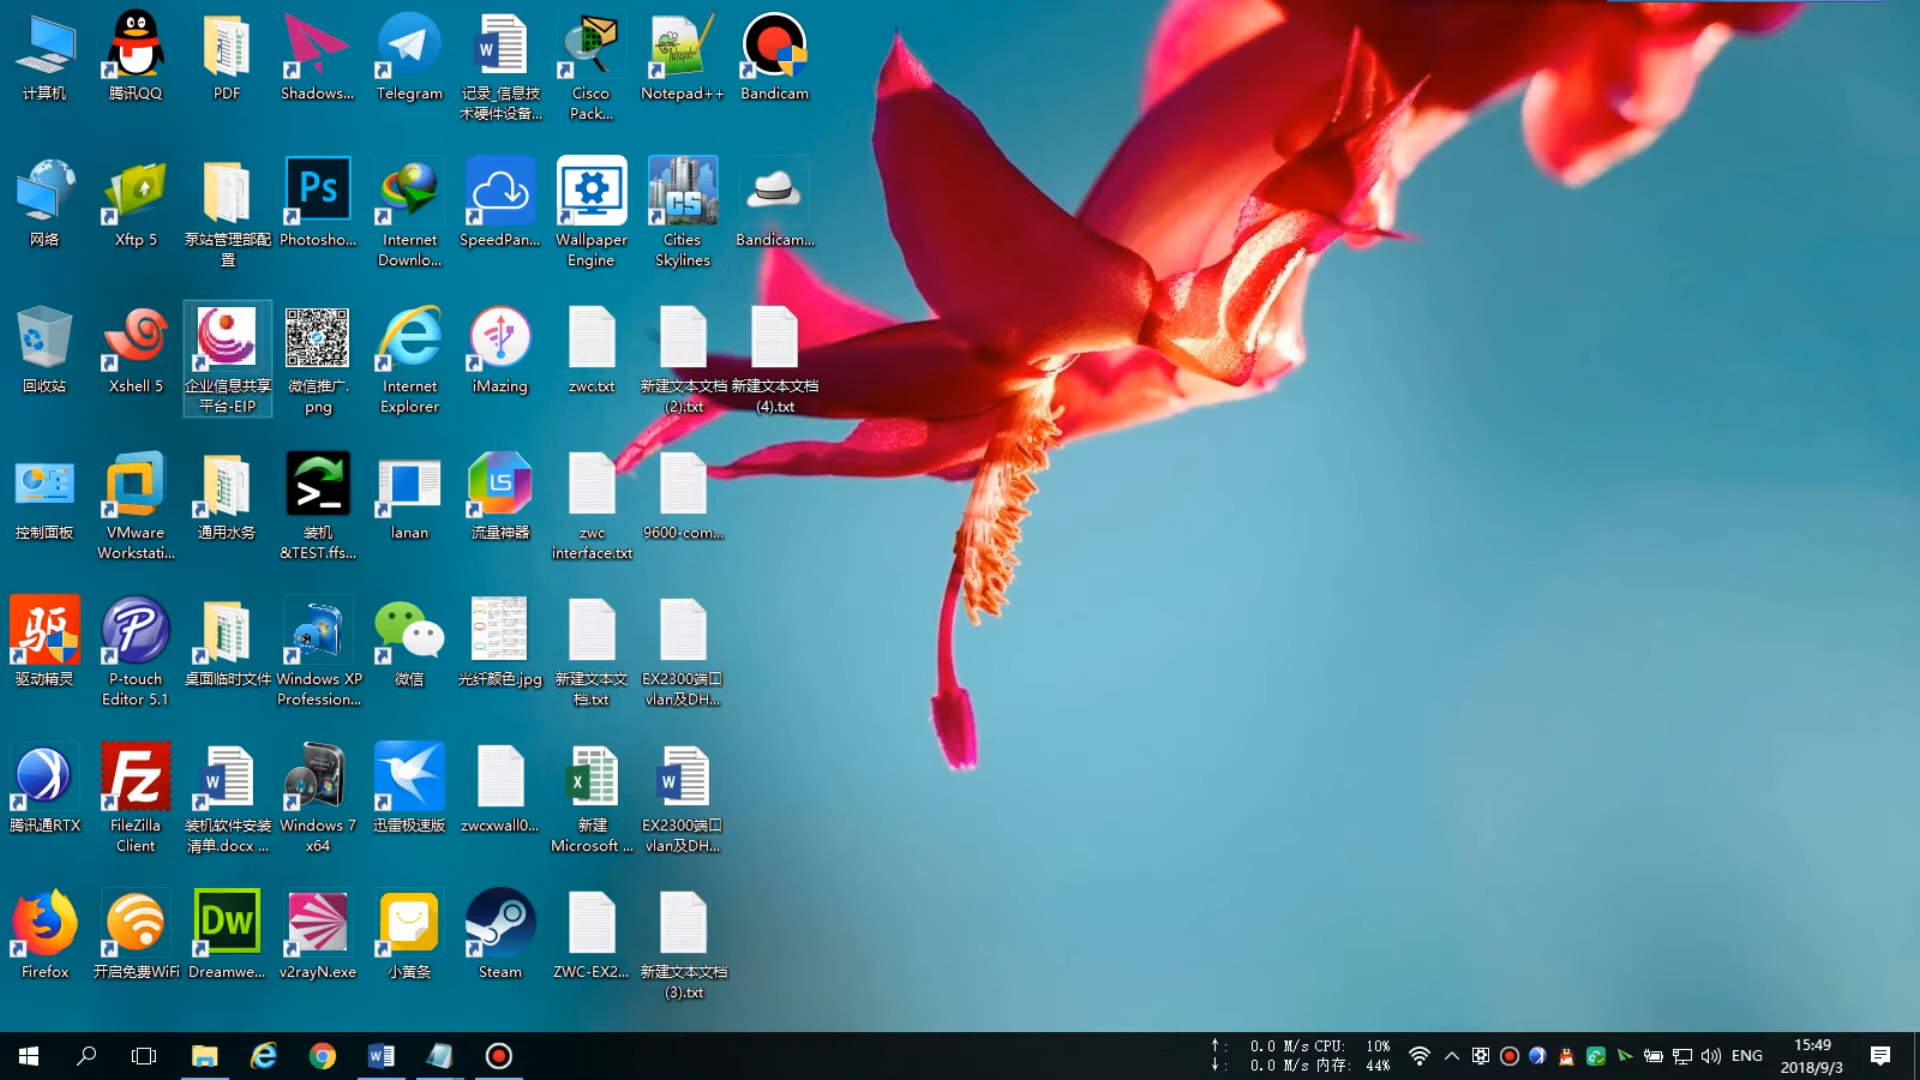 计算机
腾讯QQ
PDF
Shadows...
Telegram
记录_信息技
术硬件设备...
Cisco
Pack...
Notepad++
Bandicam
网络
Xftp 5
泵站管理部配
置
Ps
Photosho...
Internet
Downlo...
SpeedPan...
Wallpaper
Engine
CS
Cities
Skylines
Bandicam...
回收站
Xshell 5
企业信息共享
平台-EIP
微信推广.
png
Internet
Explorer
iMazing
zwc.txt
新建文本文档
(2).txt
新建文本文档
(4).txt
控制面板
VMware
Workstati...
通用水务
装机
&TEST.ffs...
lanan
LS
流量神器
zwc
interface.txt
9600-com...
驱
驱动精灵
P-touch
Editor 5.1
桌面临时文件
Windows XP
Profession...
微信
光纤颜色.jpg
新建文本文
档.txt
EX2300端口
vlan及DH...
腾讯通RTX
FZ
FileZilla
Client
装机软件安装
清单.docx ...
Windows 7
x64
迅雷极速版
zwcxwall0...
新建
Microsoft ...
EX2300端口
vlan及DH...
Firefox
开启免费WiFi
Dw
Dreamwe...
v2rayN.exe
小黄条
Steam
ZWC-EX2...
新建文本文档
(3).txt
↑: 0.0 M/s CPU: 10%
↓: 0.0 M/s 内存: 44%
ENG
15:49
2018/9/3